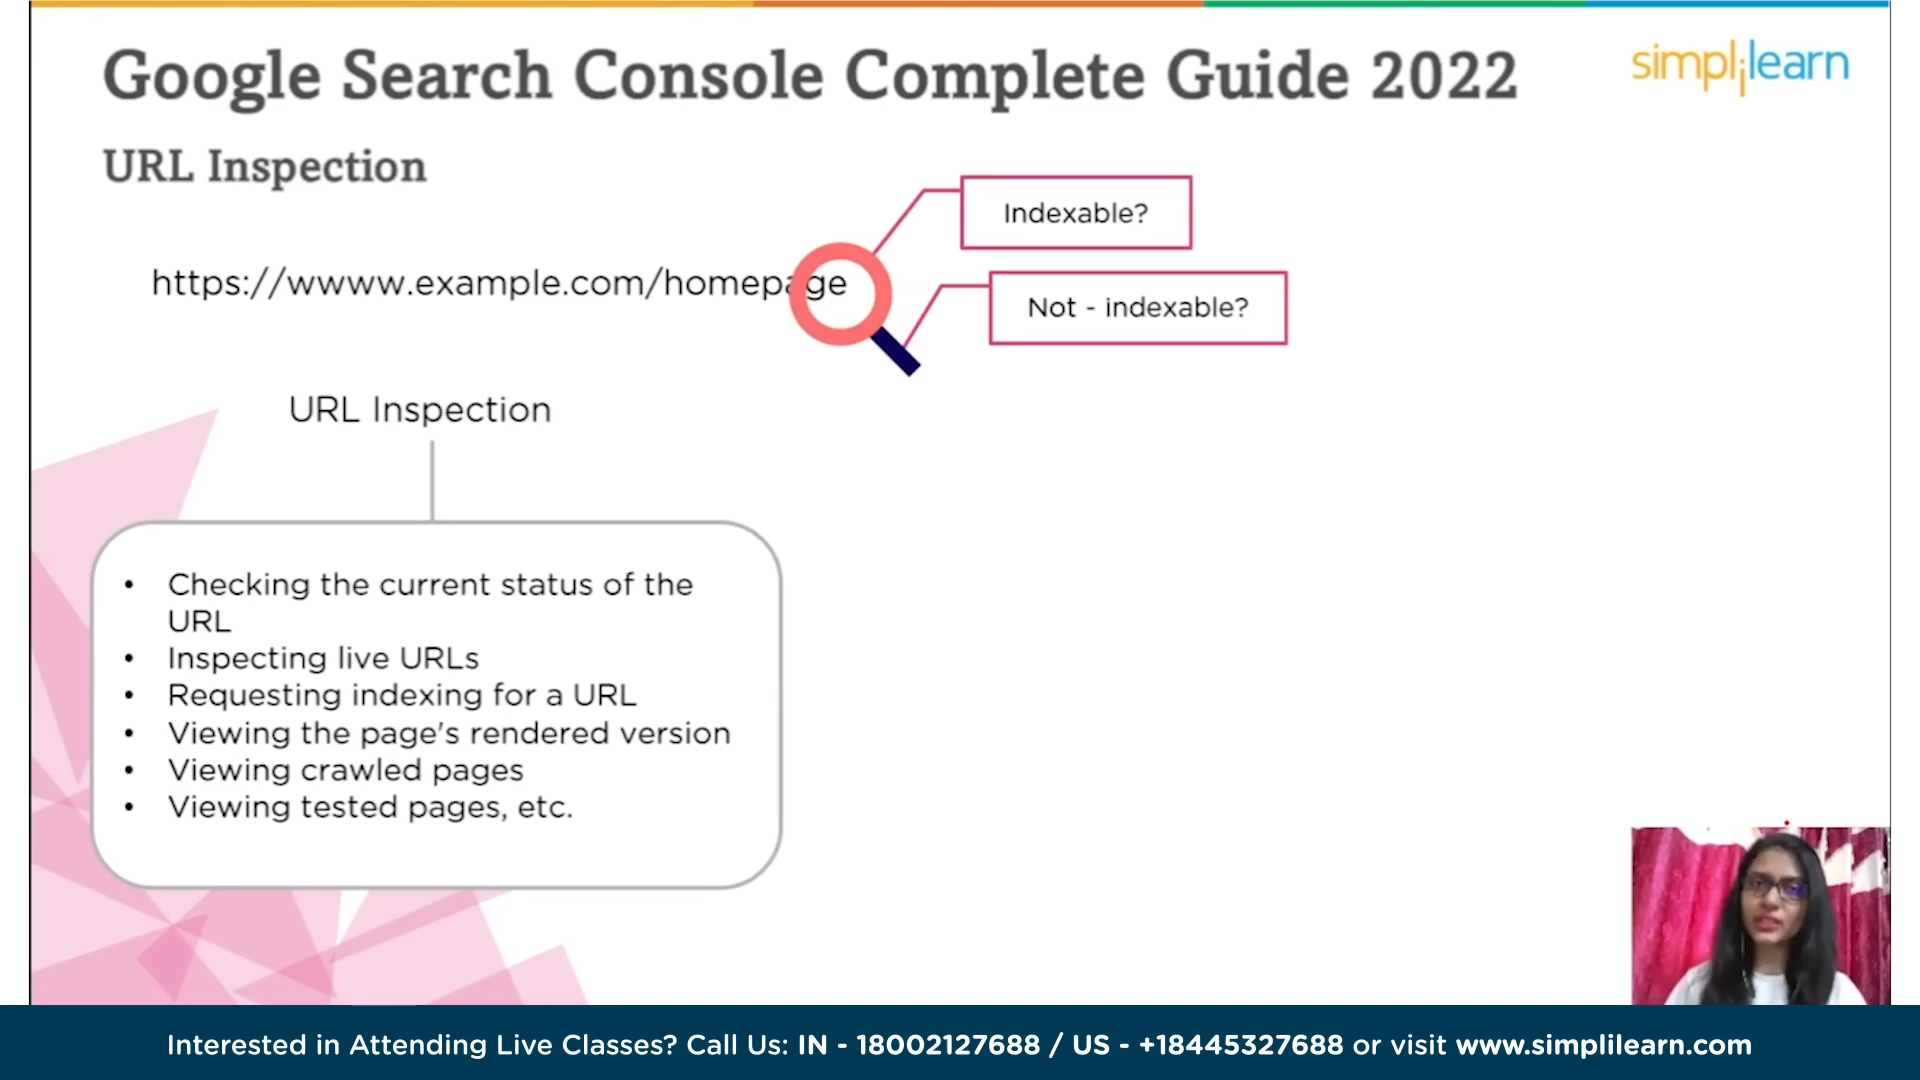 Google Search Console Complete Guide 2022
simplilearn
URL Inspection
Indexable?
https://wwww.example.com/homepage
Not - indexable?
URL Inspection
• Checking the current status of the
URL
• Inspecting live URLs
• Requesting indexing for a URL
• Viewing the page's rendered version
• Viewing crawled pages
• Viewing tested pages, etc.
Interested in Attending Live Classes? Call Us: IN - 18002127688 / US - +18445327688 or visit www.simplilearn.com